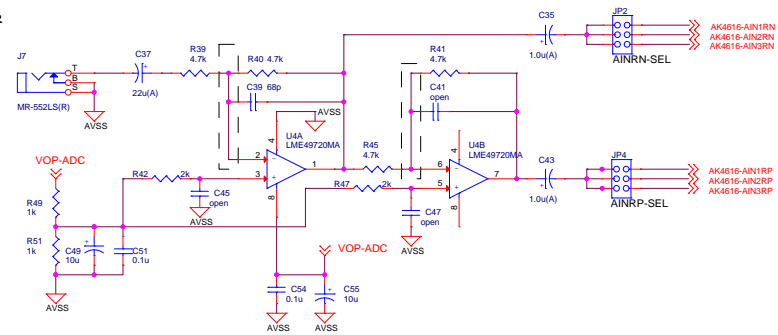 R
J7
T
B
S
MR-552LS(R)
AVSS
C37
+
22u(A)
R39
4.7k
R40 4.7k
C39 68p
AVSS
U4A
LME49720MA
4
2
3
1
8
-
+
R45
4.7k
R41
4.7k
C41
open
U4B
LME49720MA
4
6
5
7
8
-
+
C35
+
1.0u(A)
JP2
AINRN-SEL
AK4616-AIN1RN
AK4616-AIN2RN
AK4616-AIN3RN
C43
+
1.0u(A)
JP4
AINRP-SEL
AK4616-AIN1RP
AK4616-AIN2RP
AK4616-AIN3RP
VOP-ADC
R42 2k
C45
open
AVSS
R47 2k
C47
open
AVSS
R49
1k
R51
1k
C49
10u
+
C51
0.1u
AVSS
VOP-ADC
C54
0.1u
AVSS
C55
10u
+
AVSS